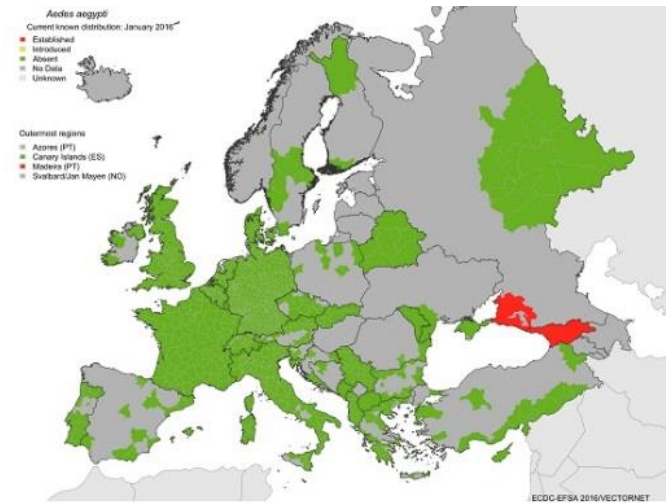 Aedes aegypti
Current known distribution: January 2016
Established
Introduced
Absent
No Data
Unknown
Outermost regions
Azores (PT)
Canary Islands (ES)
Madeira (PT)
Svalbard/Jan Mayen (NO)
ECDC-EFSA 2016/VECTORNET